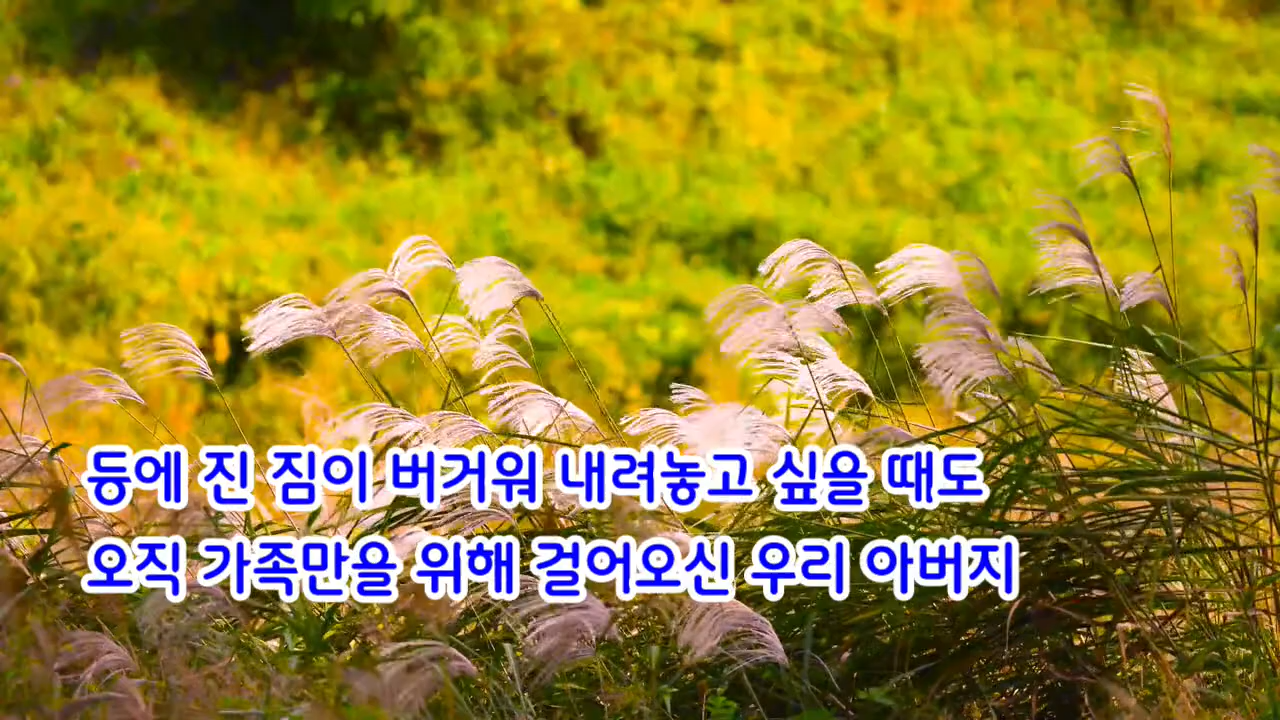 등에 진 짐이 버거워 내려놓고 싶을 때도
오직 가족만을 위해 걸어오신 우리 아버지